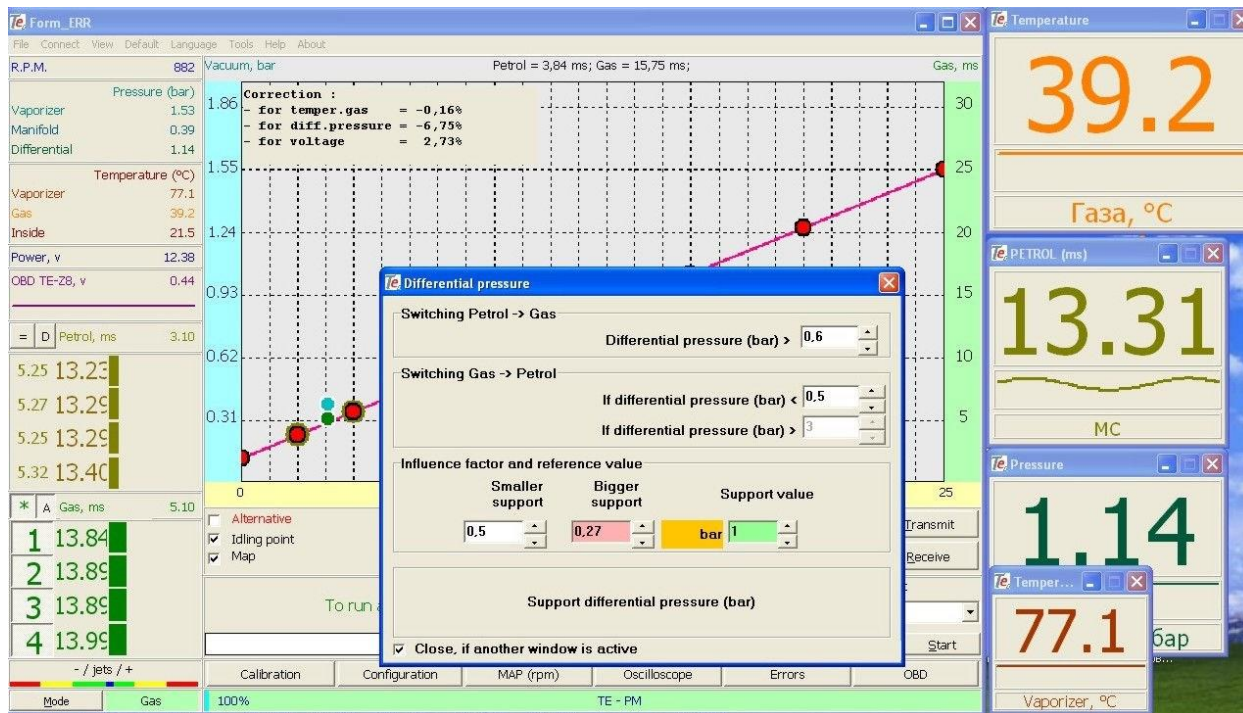 Form_ERR
File Connect View Default Language Tools Help About
R.P.M. 882
Pressure (bar)
Vaporizer 1.53
Manifold 0.39
Differential 1.14
Temperature (ºC)
Vaporizer 77.1
Gas 39.2
Inside 21.5
Power, v 12.38
OBD TE-Z8, v 0.44
= D Petrol, ms 3.10
5.25 13.23
5.27 13.29
5.25 13.29
5.32 13.40
* A Gas, ms 5.10
1 13.84
2 13.89
3 13.89
4 13.99
- / jets / +
Mode Gas
Vacuum, bar Petrol = 3,84 ms; Gas = 15,75 ms; Gas, ms
Correction :
- for temper.gas = -0,16%
- for diff.pressure = -6,75%
- for voltage = 2,73%
1.86 30
1.55 25
1.24 20
0.93 15
0.62 10
0.31 5
0 25
Alternative
Idling point
Map
To run
Transmit
Receive
Start
Calibration Configuration MAP (rpm) Oscilloscope Errors OBD
100% TE - PM
Differential pressure
Switching Petrol -> Gas
Differential pressure (bar) > 0,6
Switching Gas -> Petrol
If differential pressure (bar) < 0,5
If differential pressure (bar) > 3
Influence factor and reference value
Smaller support Bigger support Support value
0,5 0,27 bar 1
Support differential pressure (bar)
Close, if another window is active
Temperature
39.2
Газа, ºC
PETROL (ms)
13.31
МС
Pressure
1.14
бар
Temper...
77.1
Vaporizer, ºC